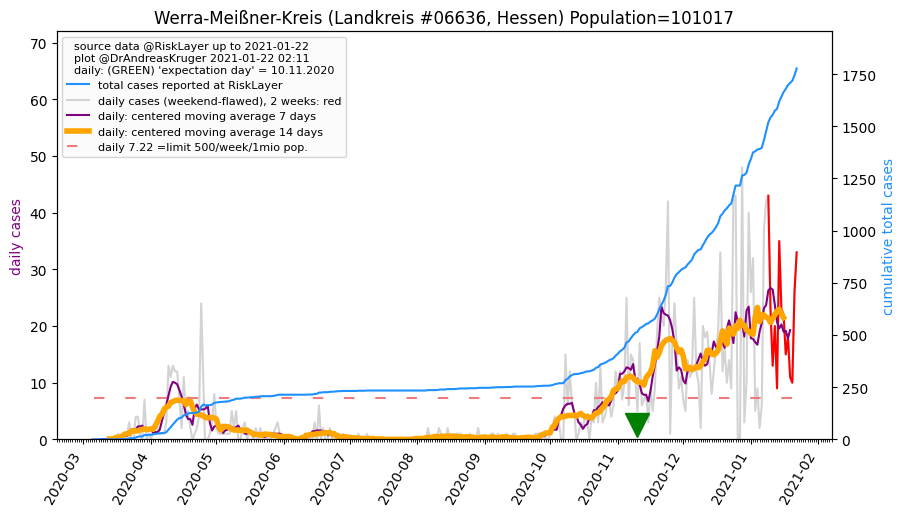 Werra-Meißner-Kreis (Landkreis #06636, Hessen) Population=101017
source data @RiskLayer up to 2021-01-22
plot @DrAndreasKruger 2021-01-22 02:11
daily: (GREEN) 'expectation day' = 10.11.2020
total cases reported at RiskLayer
daily cases (weekend-flawed), 2 weeks: red
daily: centered moving average 7 days
daily: centered moving average 14 days
daily 7.22 =limit 500/week/1mio pop.
daily cases
70
60
50
40
30
20
10
0
cumulative total cases
1750
1500
1250
1000
750
500
250
0
2020-03
2020-04
2020-05
2020-06
2020-07
2020-08
2020-09
2020-10
2020-11
2020-12
2021-01
2021-02